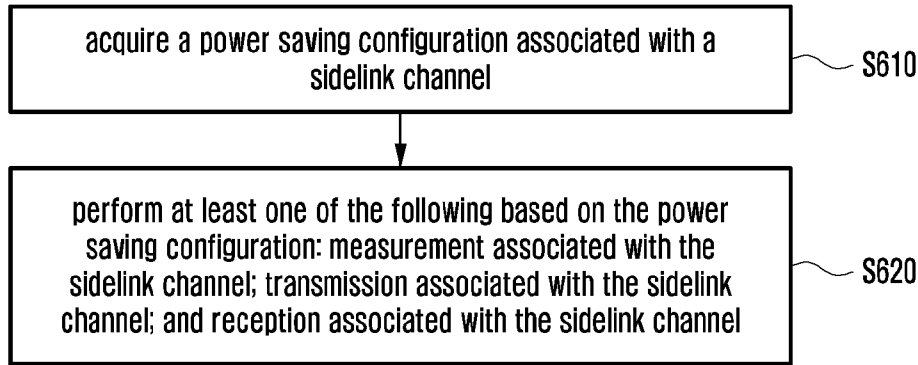 acquire a power saving configuration associated with a
sidelink channel
S610
perform at least one of the following based on the power
saving configuration: measurement associated with the
sidelink channel; transmission associated with the sidelink
channel; and reception associated with the sidelink channel
S620